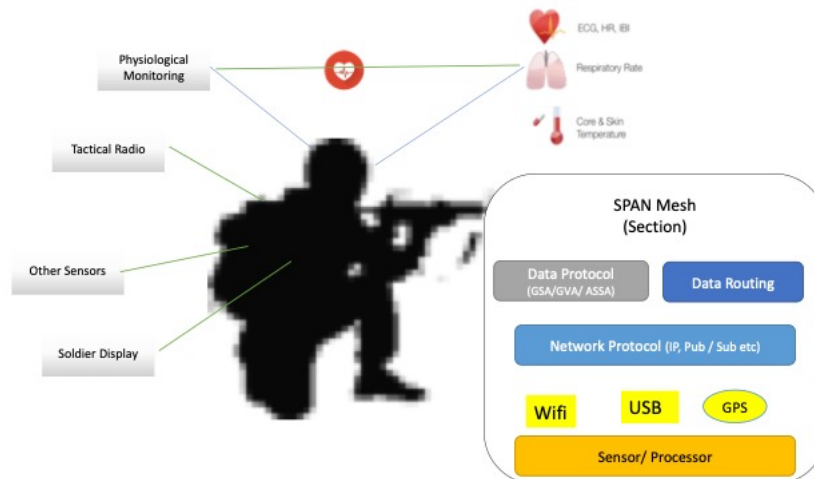 Physiological
Monitoring
ECG, HR, IBI
Respiratory Rate
Core & Skin
Temperature
Tactical Radio
Other Sensors
Soldier Display
SPAN Mesh
(Section)
Data Protocol
(GSA/GVA/ ASSA)
Data Routing
Network Protocol (IP, Pub / Sub etc)
Wifi
USB
GPS
Sensor/ Processor